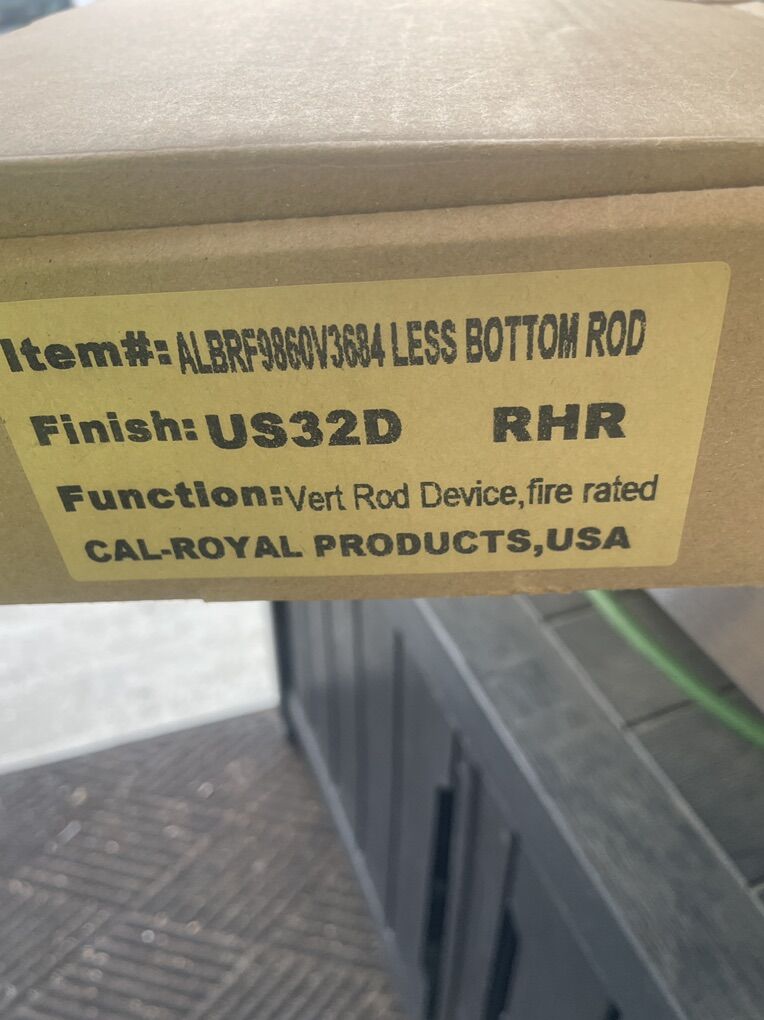 Item#: ALBRF9860V3684 LESS BOTTOM ROD
Finish: US32D RHR
Function: Vert Rod Device,fire rated
CAL-ROYAL PRODUCTS,USA